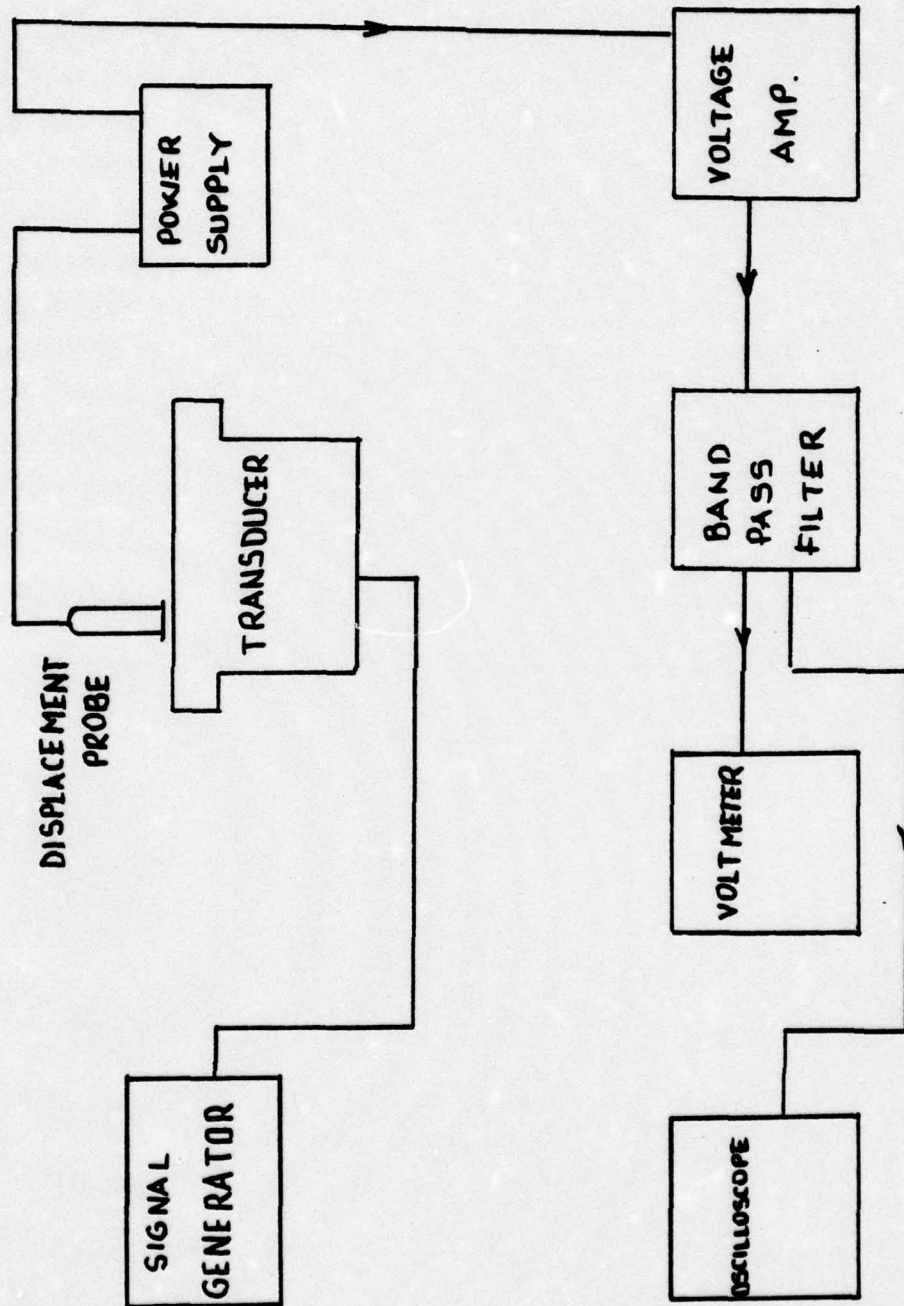 DISPLACEMENT
PROBE
POWER
SUPPLY
SIGNAL
GENERATOR
TRANSDUCER
OSCILLOSCOPE
VOLTMETER
BAND
PASS
FILTER
VOLTAGE
AMP.